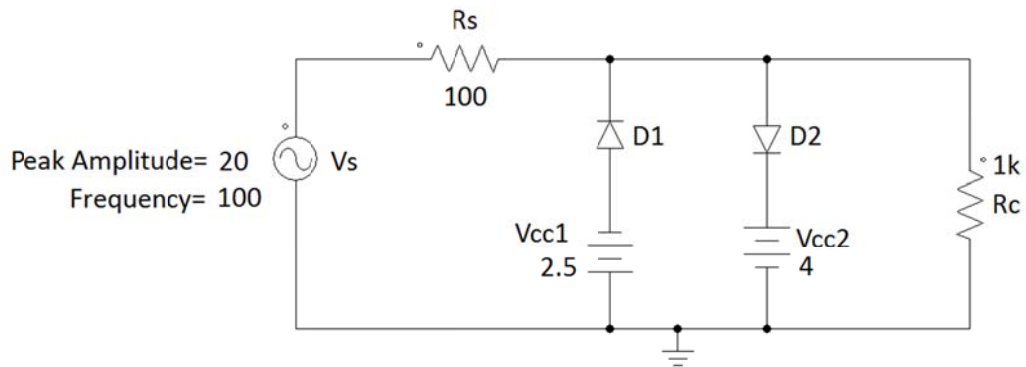 Rs
100
Peak Amplitude= 20
Frequency= 100
Vs
D1
D2
Vcc1
2.5
Vcc2
4
1k
Rc